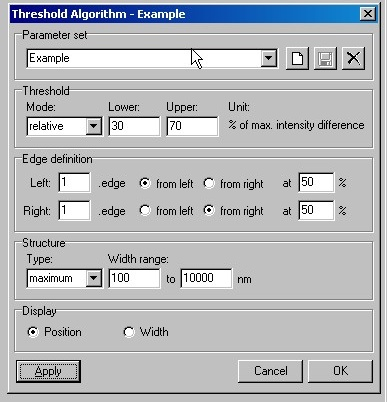 Threshold Algorithm - Example
Parameter set
Example
Threshold
Mode: Lower: Upper: Unit:
relative 30 70 % of max. intensity difference
Edge definition
Left: 1 .edge from left from right at 50 %
Right: 1 .edge from left from right at 50 %
Structure
Type: Width range:
maximum 100 to 10000 nm
Display
Position Width
Apply Cancel OK